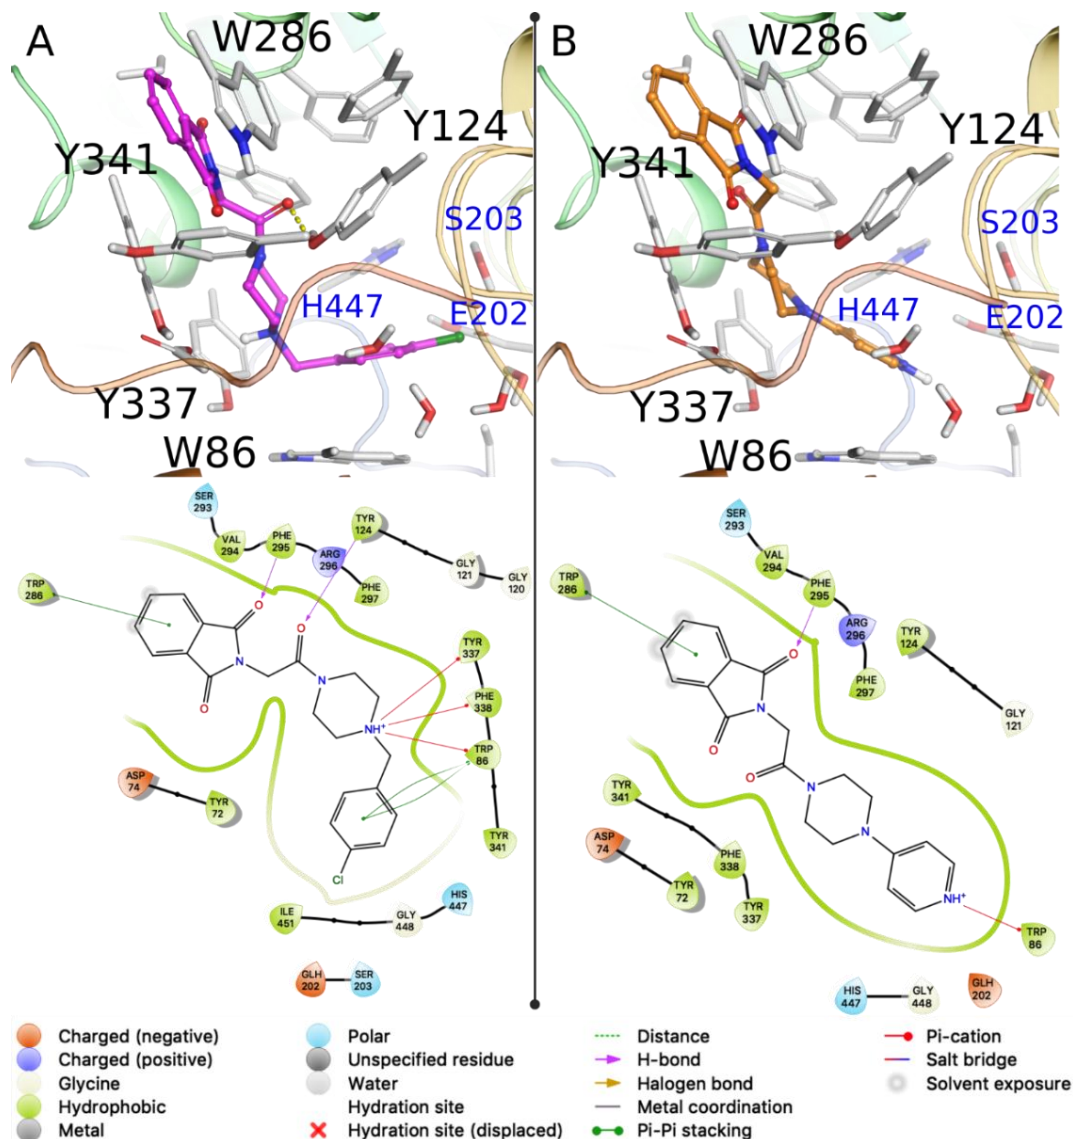 A
W286
Y341
Y124
S203
H447
E202
Y337
W86
B
W286
Y341
Y124
S203
H447
E202
Y337
W86
SER
293
VAL
294
PHE
295
ARG
296
PHE
297
TYR
124
GLY
121
GLY
120
TRP
286
O
O
N
O
N
NH+
TYR
337
PHE
338
TRP
86
TYR
341
ASP
74
TYR
72
Cl
ILE
451
GLY
448
HIS
447
GLH
202
SER
203
SER
293
VAL
294
PHE
295
ARG
296
PHE
297
TYR
124
GLY
121
TRP
286
O
N
O
O
N
N
NH+
TYR
341
ASP
74
PHE
338
TYR
72
TYR
337
TRP
86
HIS
447
GLY
448
GLH
202
Charged (negative)
Charged (positive)
Glycine
Hydrophobic
Metal
Polar
Unspecified residue
Water
Hydration site
Hydration site (displaced)
Distance
H-bond
Halogen bond
Metal coordination
Pi-Pi stacking
Pi-cation
Salt bridge
Solvent exposure